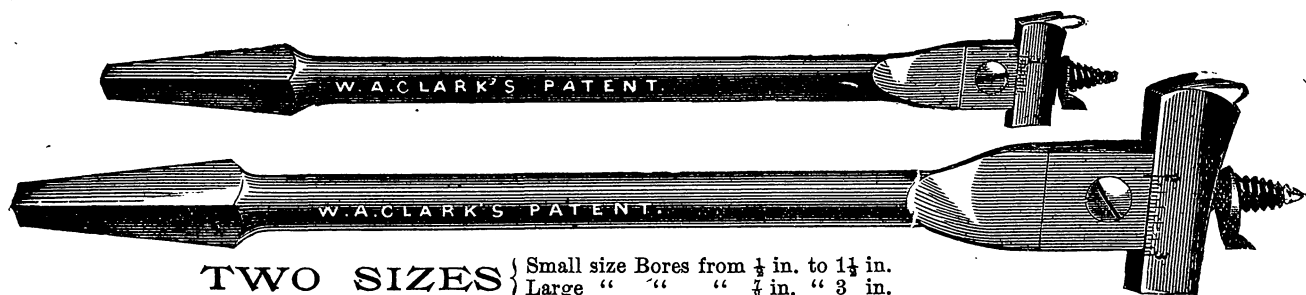 W.A.CLARK'S PATENT.
W.A.CLARK'S PATENT.
TWO SIZES { Small size Bores from ½ in. to 1½ in.
Large “ “ “ ⅞ in. “ 3 in.